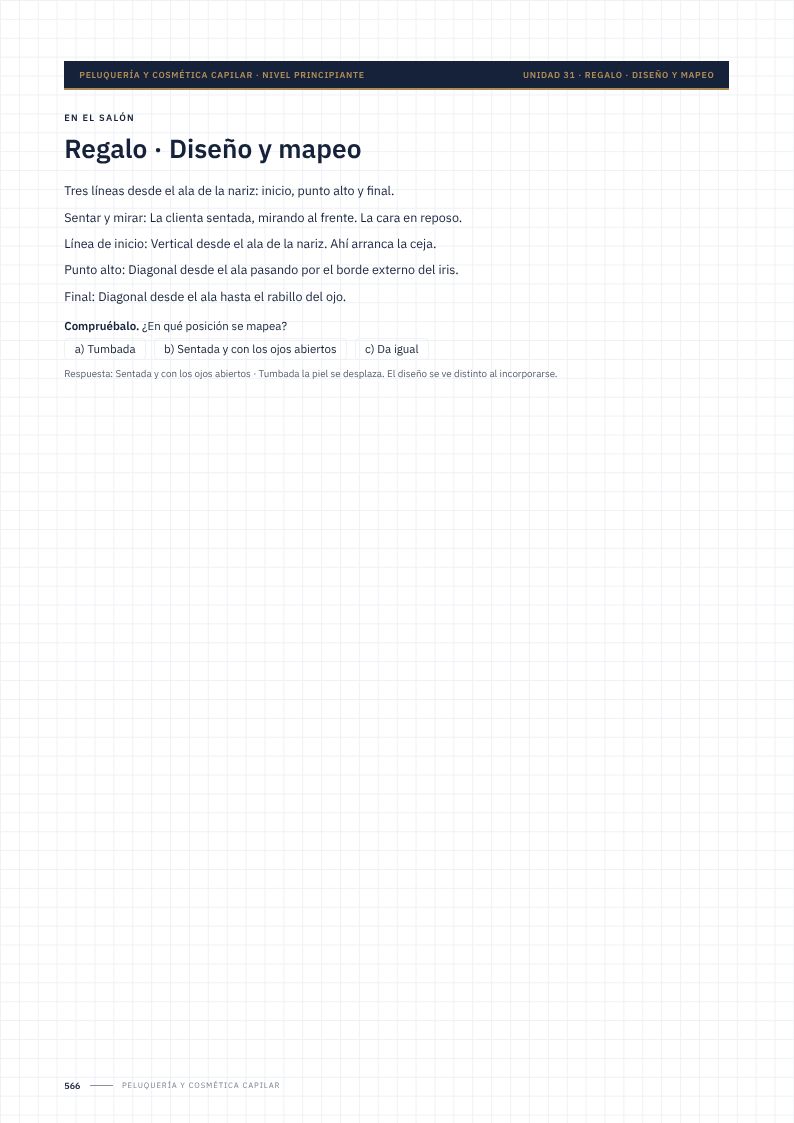 PELUQUERÍA Y COSMÉTICA CAPILAR · NIVEL PRINCIPIANTE
UNIDAD 31 · REGALO · DISEÑO Y MAPEO
EN EL SALÓN
Regalo · Diseño y mapeo
Tres líneas desde el ala de la nariz: inicio, punto alto y final.
Sentar y mirar: La clienta sentada, mirando al frente. La cara en reposo.
Línea de inicio: Vertical desde el ala de la nariz. Ahí arranca la ceja.
Punto alto: Diagonal desde el ala pasando por el borde externo del iris.
Final: Diagonal desde el ala hasta el rabillo del ojo.
Compruébalo. ¿En qué posición se mapea?
a) Tumbada b) Sentada y con los ojos abiertos c) Da igual
Respuesta: Sentada y con los ojos abiertos · Tumbada la piel se desplaza. El diseño se ve distinto al incorporarse.
566 PELUQUERÍA Y COSMÉTICA CAPILAR